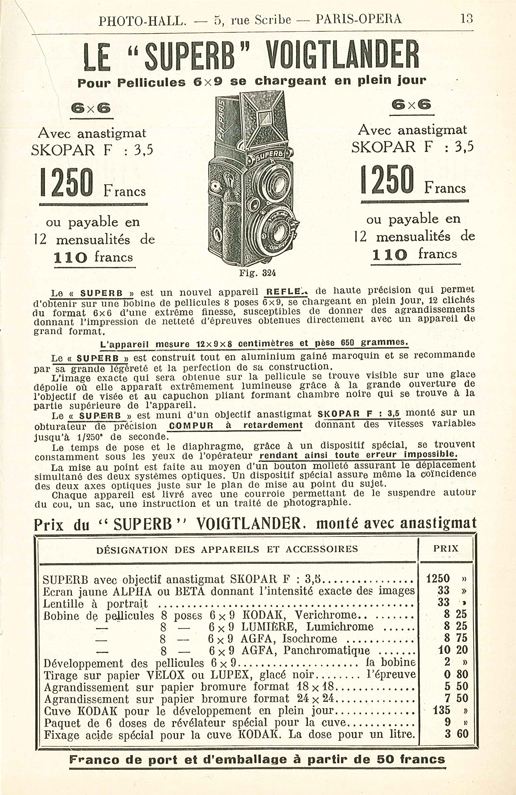 PHOTO-HALL. — 5, rue Scribe — PARIS-OPERA 13
LE "SUPERB" VOIGTLANDER
Pour Pellicules 6×9 se chargeant en plein jour
6×6
Avec anastigmat
SKOPAR F : 3,5
1250 Francs
ou payable en
12 mensualités de
110 francs
SUPERB
Fig. 324
6×6
Avec anastigmat
SKOPAR F : 3,5
1250 Francs
ou payable en
12 mensualités de
110 francs
Le « SUPERB » est un nouvel appareil REFLE.. de haute précision qui permet
d'obtenir sur une bobine de pellicules 8 poses 6×9, se chargeant en plein jour, 12 clichés
du format 6×6 d'une extrême finesse, susceptibles de donner des agrandissements
donnant l'impression de netteté d'épreuves obtenues directement avec un appareil de
grand format.
L'appareil mesure 12×9×8 centimètres et pèse 650 grammes.
Le « SUPERB » est construit tout en aluminium gainé maroquin et se recommande
par sa grande légèreté et la perfection de sa construction.
L'image exacte qui sera obtenue sur la pellicule se trouve visible sur une glace
dépolie où elle apparait extrêmement lumineuse grâce à la grande ouverture de
l'objectif de visée et au capuchon pliant formant chambre noire qui se trouve à la
partie supérieure de l'appareil.
Le « SUPERB » est muni d'un objectif anastigmat SKOPAR F : 3,5 monté sur un
obturateur de précision COMPUR à retardement donnant des vitesses variables
jusqu'à 1/250e de seconde.
Le temps de pose et le diaphragme, grâce à un dispositif spécial, se trouvent
constamment sous les yeux de l'opérateur rendant ainsi toute erreur impossible.
La mise au point est faite au moyen d'un bouton molleté assurant le déplacement
simultané des deux systèmes optiques. Un dispositif spécial assure même la coïncidence
des deux axes optiques juste sur le plan de mise au point du sujet.
Chaque appareil est livré avec une courroie permettant de le suspendre autour
du cou, un sac, une instruction et un traité de photographie.
Prix du "SUPERB" VOIGTLANDER, monté avec anastigmat
DÉSIGNATION DES APPAREILS ET ACCESSOIRES PRIX
SUPERB avec objectif anastigmat SKOPAR F : 3,5................ 1250 »
Ecran jaune ALPHA ou BETA donnant l'intensité exacte des images 33 »
Lentille à portrait ................................ 33 »
Bobine de pellicules 8 poses 6×9 KODAK, Verichrome.. ....... 8 25
— 8 — 6×9 LUMIERE, Lumichrome ...... 8 25
— 8 — 6×9 AGFA, Isochrome .......... 8 75
— 8 — 6×9 AGFA, Panchromatique ...... 10 20
Développement des pellicules 6×9..................... la bobine 2 »
Tirage sur papier VELOX ou LUPEX, glacé noir........ l'épreuve 0 80
Agrandissement sur papier bromure format 18×18.............. 5 50
Agrandissement sur papier bromure format 24×24.............. 7 50
Cuve KODAK pour le développement en plein jour.............. 135 »
Paquet de 6 doses de révélateur spécial pour la cuve............ 9 »
Fixage acide spécial pour la cuve KODAK. La dose pour un litre. 3 60
Franco de port et d'emballage à partir de 50 francs